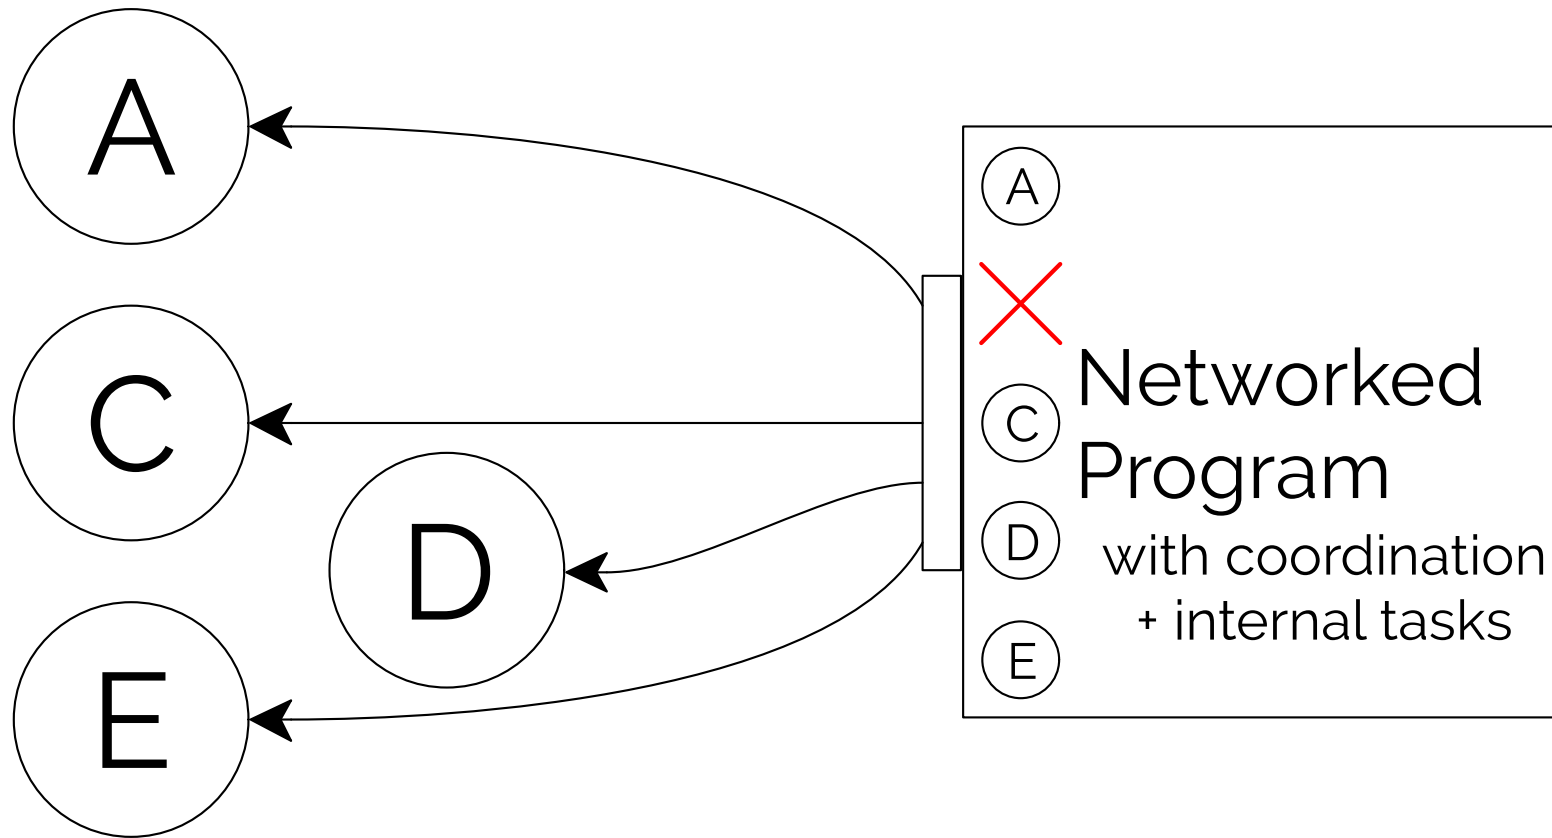 A
C
D
E
A
C
D
E
Networked
Program
with coordination
+ internal tasks